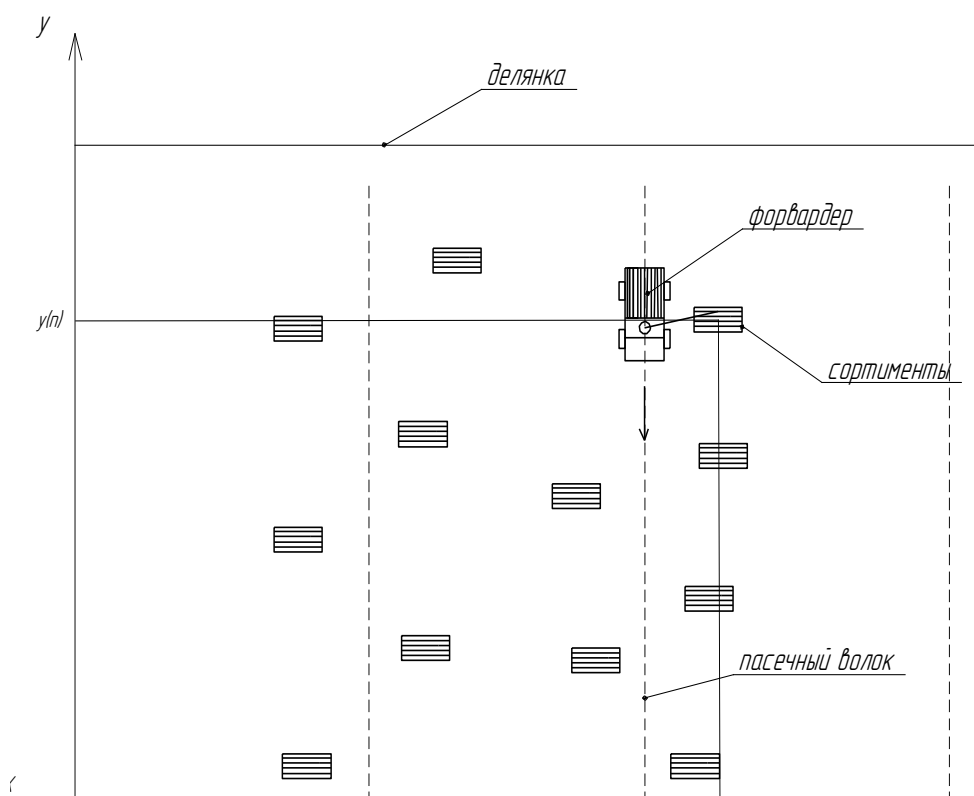 y
делянка
форвардер
y(n)
сортименты
пасечный волок